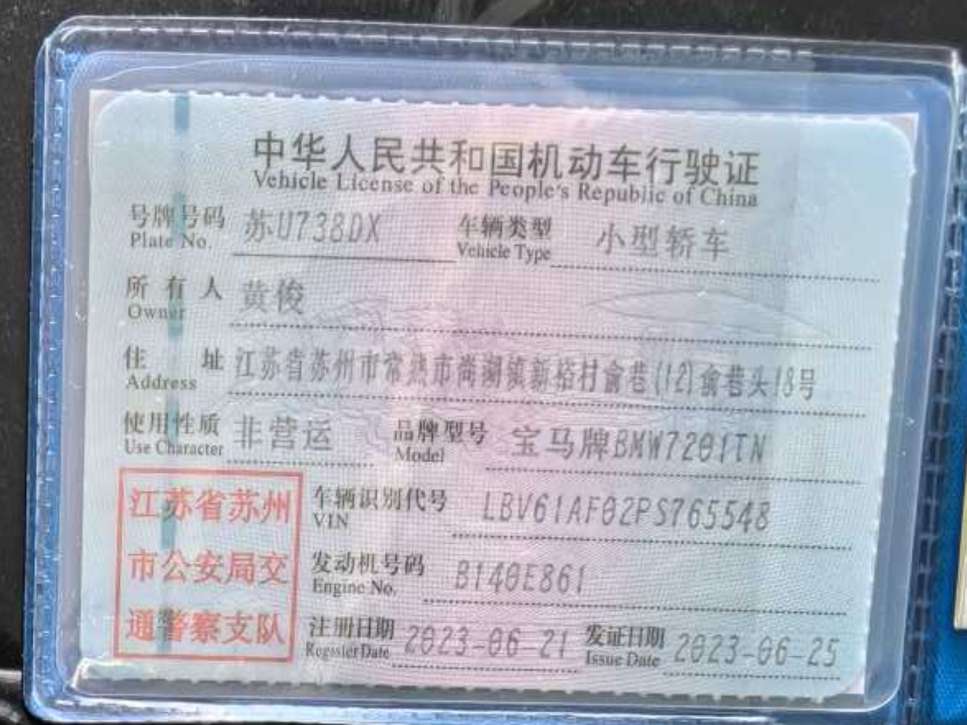 中华人民共和国机动车行驶证
Vehicle License of the People's Republic of China
号牌号码 苏U738DX 车辆类型 小型轿车
Plate No. Vehicle Type
所有人 黄俊
Owner
住址 江苏省苏州市常熟市尚湖镇新裕村俞巷(12)俞巷头18号
Address
使用性质 非营运 品牌型号 宝马牌BMW7201TN
Use Character Model
江苏省苏州 车辆识别代号 LBV61AF02PS765548
VIN
市公安局交 发动机号码 B140E861
Engine No.
通警察支队 注册日期 2023-06-21 发证日期 2023-06-25
Register Date Issue Date